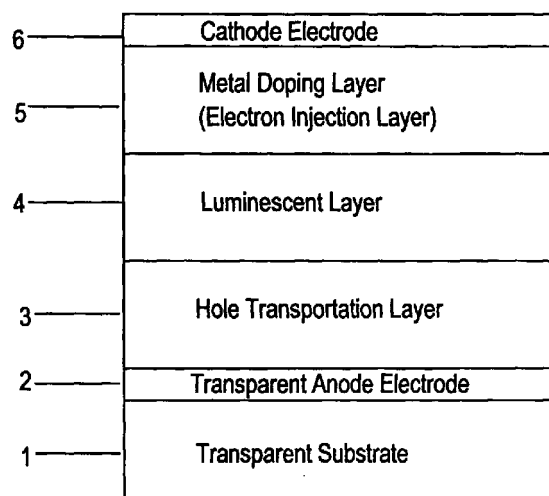 6 Cathode Electrode
5 Metal Doping Layer
(Electron Injection Layer)
4 Luminescent Layer
3 Hole Transportation Layer
2 Transparent Anode Electrode
1 Transparent Substrate